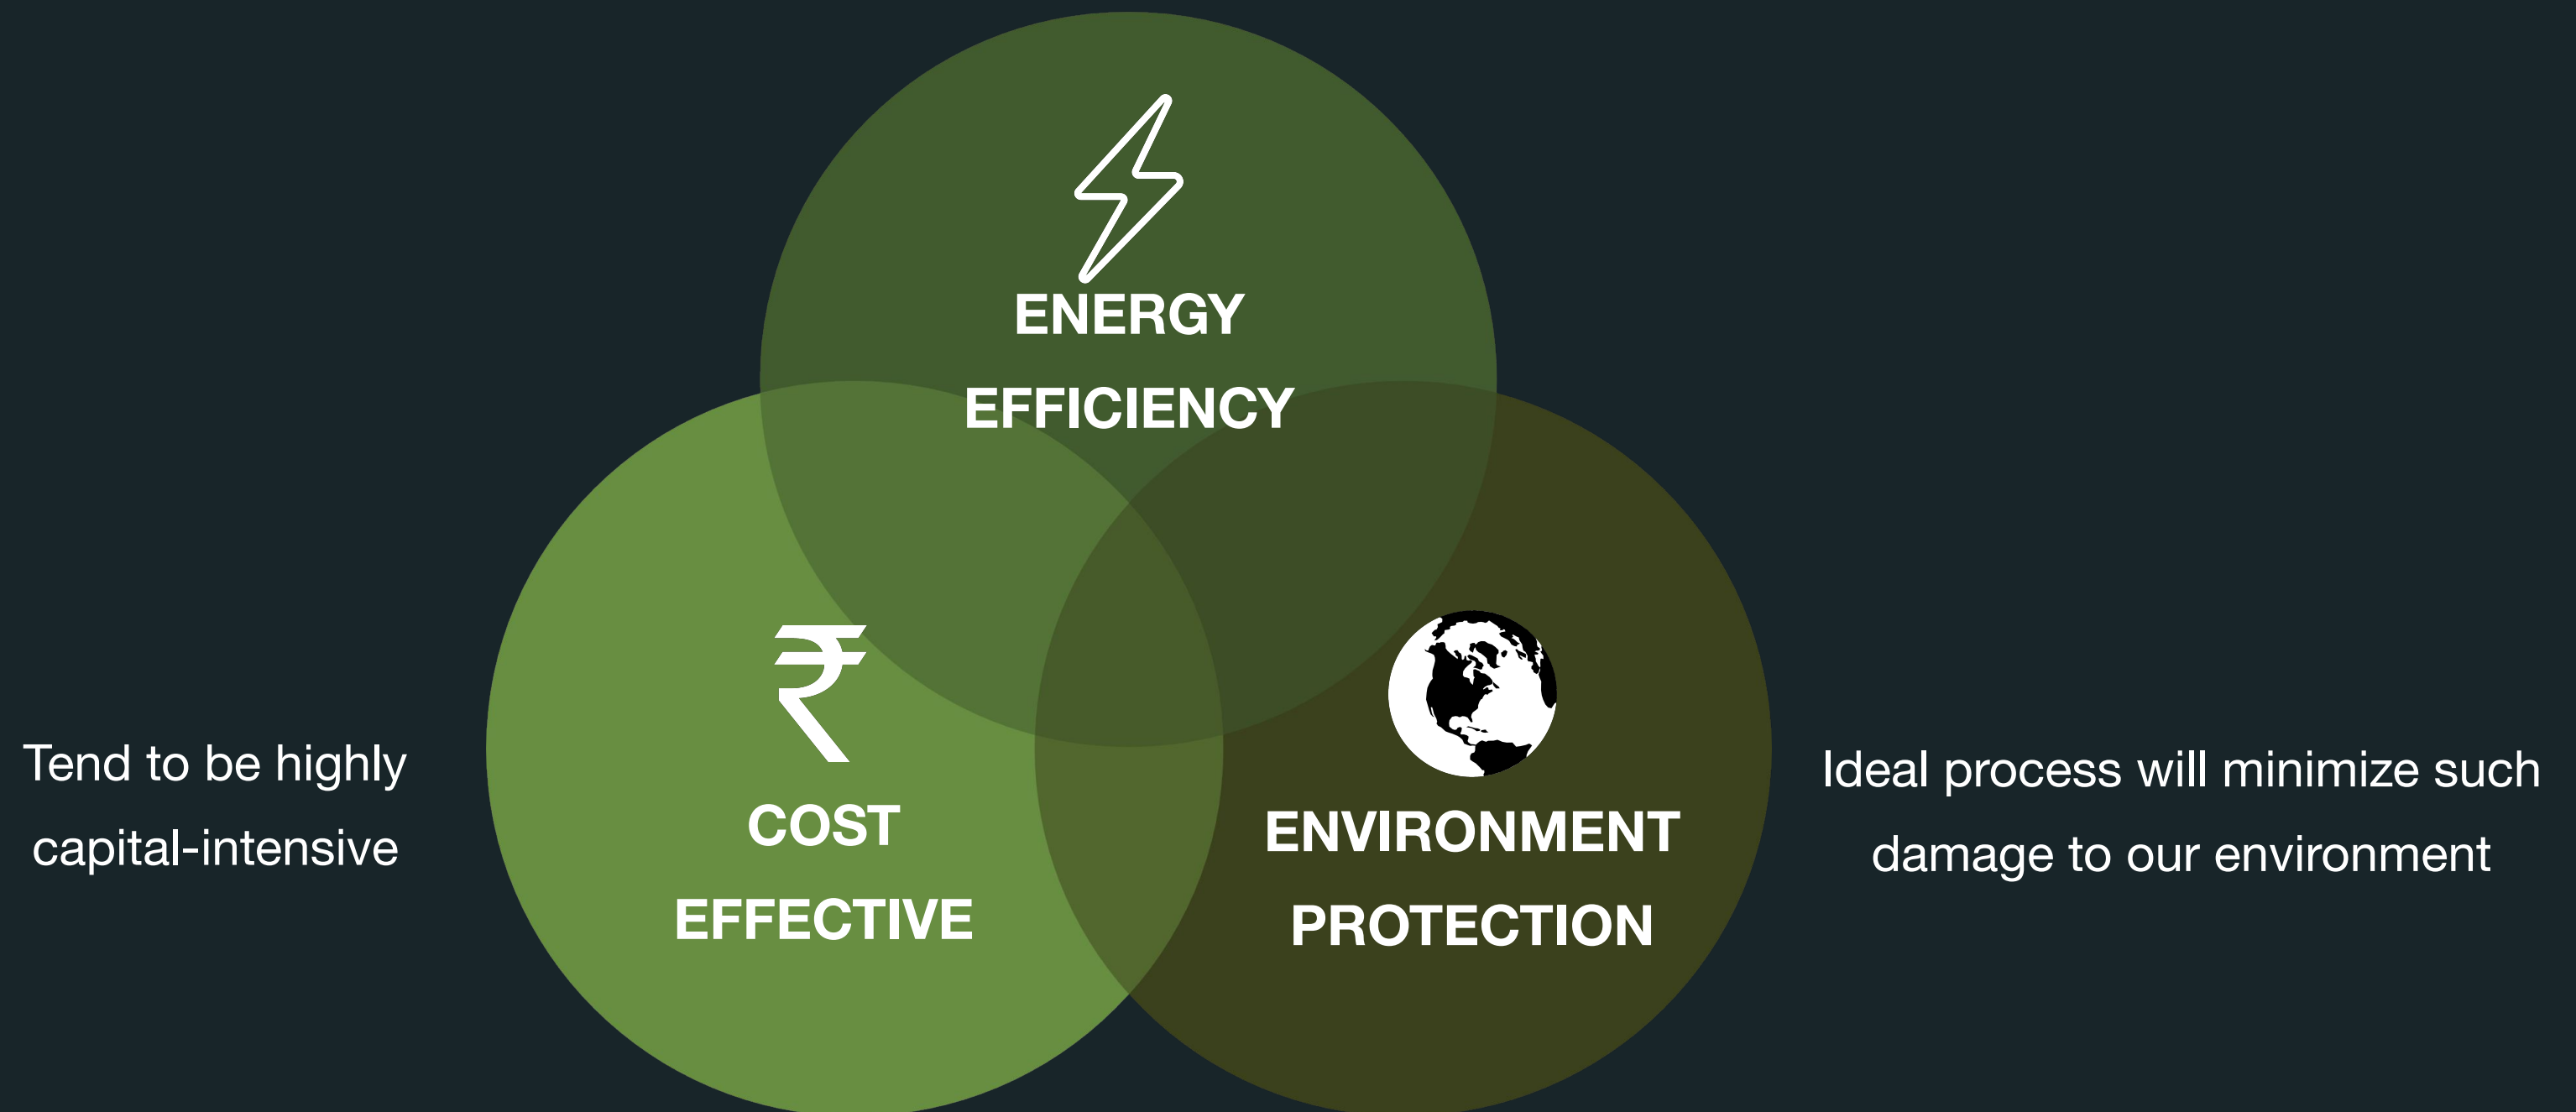 ENERGY
EFFICIENCY
₹
COST
EFFECTIVE
Tend to be highly
capital-intensive
ENVIRONMENT
PROTECTION
Ideal process will minimize such
damage to our environment